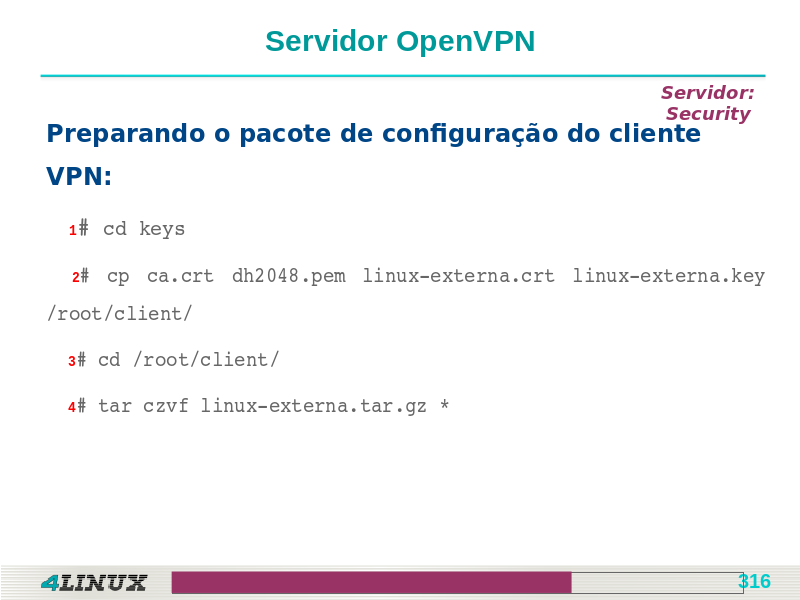 Servidor OpenVPN
Servidor:
Security
Preparando o pacote de configuração do cliente
VPN:
1# cd keys
2# cp ca.crt dh2048.pem linux-externa.crt linux-externa.key
/root/client/
3# cd /root/client/
4# tar czvf linux-externa.tar.gz *
4LINUX
316